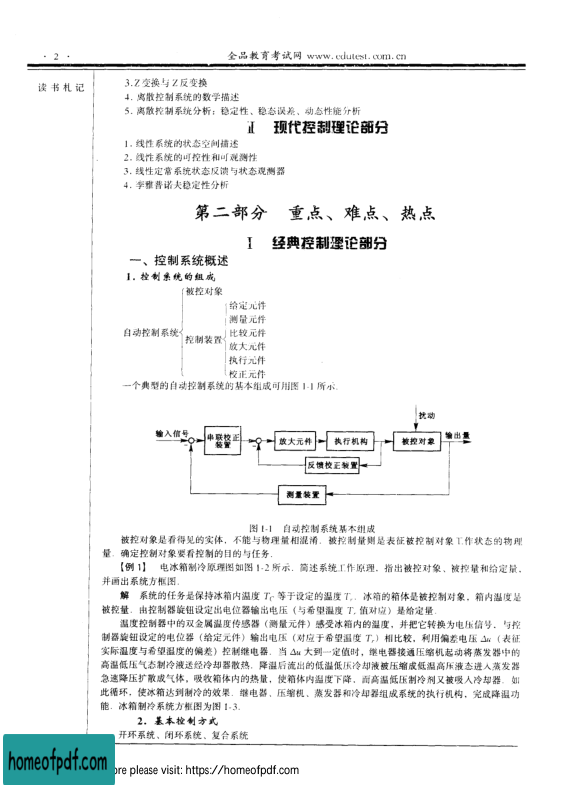 · 2 ·
金品教育考试网 www.edutest.com.cn
读书札记
3. Z 变换与 Z 反变换
4. 离散控制系统的数学描述
5. 离散控制系统分析：稳定性、稳态误差、动态性能分析
Ⅱ 现代控制理论部分
1. 线性系统的状态空间描述
2. 线性系统的可控性和可观测性
3. 线性定常系统状态反馈与状态观测器
4. 李雅普诺夫稳定性分析
第二部分 重点、难点、热点
Ⅰ 经典控制理论部分
一、控制系统概述
1. 控制系统的组成
自动控制系统
被控对象
控制装置
给定元件
测量元件
比较元件
放大元件
执行元件
校正元件
一个典型的自动控制系统的基本组成可用图 1-1 所示.
扰动
输入信号
串联校正
装置
放大元件
执行机构
被控对象
输出量
反馈校正装置
测量装置
图 1-1 自动控制系统基本组成
被控对象是看得见的实体，不能与物理量相混淆. 被控制量则是表征被控制对象工作状态的物理
量. 确定控制对象要看控制的目的与任务.
【例 1】 电冰箱制冷原理图如图 1-2 所示. 简述系统工作原理，指出被控对象、被控量和给定量，
并画出系统方框图.
解 系统的任务是保持冰箱内温度 Tc 等于设定的温度 Tr. 冰箱的箱体是被控制对象，箱内温度是
被控量. 由控制器旋钮设定出电位器输出电压（与希望温度 Tr 值对应）是给定量.
温度控制器中的双金属温度传感器（测量元件）感受冰箱内的温度，并把它转换为电压信号，与控
制器旋钮设定的电位器（给定元件）输出电压（对应于希望温度 Tr）相比较，利用偏差电压 Δu（表征
实际温度与希望温度的偏差）控制继电器. 当 Δu 大到一定值时，继电器接通压缩机起动将蒸发器中的
高温低压气态制冷液送经冷却器散热. 降温后流出的低温低压冷却液被压缩成低温高压液态进入蒸发器
急速降压扩散成气体，吸收箱体内的热量，使箱体内温度下降，而高温低压制冷剂又被吸入冷却器. 如
此循环，使冰箱达到制冷的效果. 继电器、压缩机、蒸发器和冷却器组成系统的执行机构，完成降温功
能. 冰箱制冷系统方框图为图 1-3.
2. 基本控制方式
开环系统、闭环系统、复合系统
homeofpdf.com
re please visit: https://homeofpdf.com